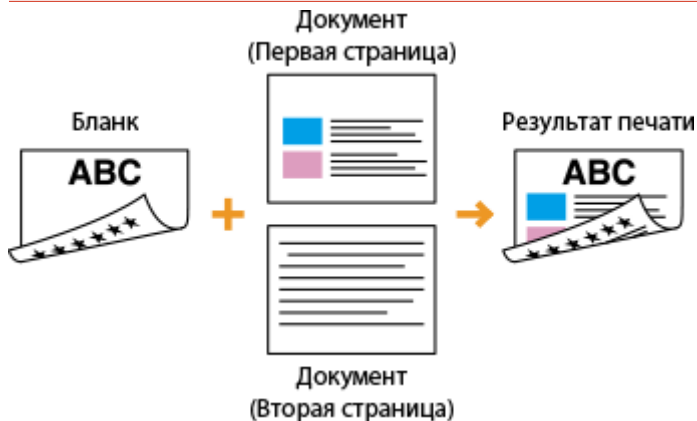 Документ
(Первая страница)
Бланк
ABC
Результат печати
ABC
Документ
(Вторая страница)